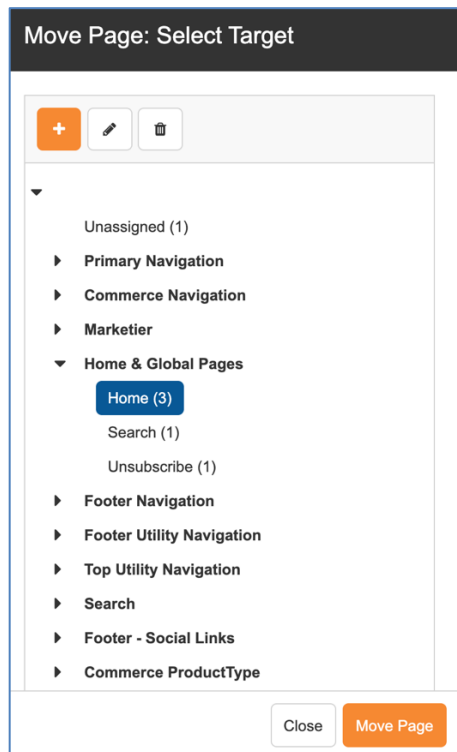 Move Page: Select Target
Unassigned (1)
Primary Navigation
Commerce Navigation
Marketier
Home & Global Pages
Home (3)
Search (1)
Unsubscribe (1)
Footer Navigation
Footer Utility Navigation
Top Utility Navigation
Search
Footer - Social Links
Commerce ProductType
Close Move Page